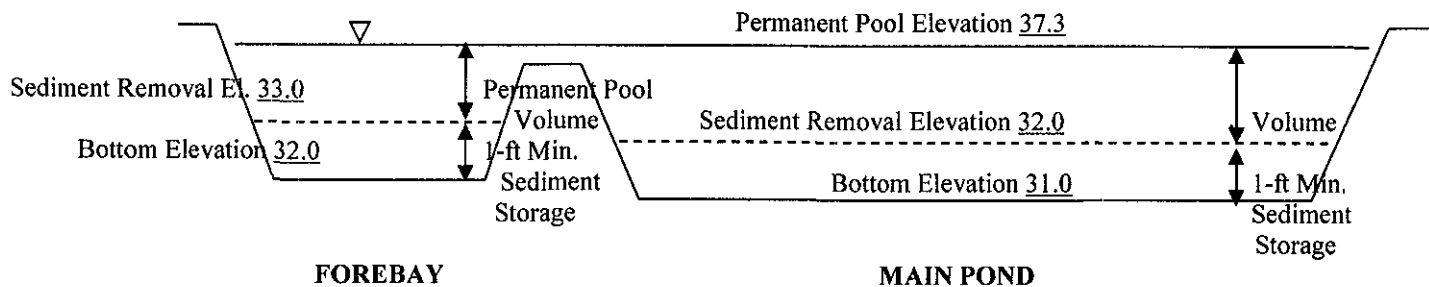 Permanent Pool Elevation 37.3
Sediment Removal El. 33.0
Permanent Pool
Volume
Sediment Removal Elevation 32.0
Volume
Bottom Elevation 32.0
1-ft Min.
Sediment
Storage
Bottom Elevation 31.0
1-ft Min.
Sediment
Storage
FOREBAY
MAIN POND